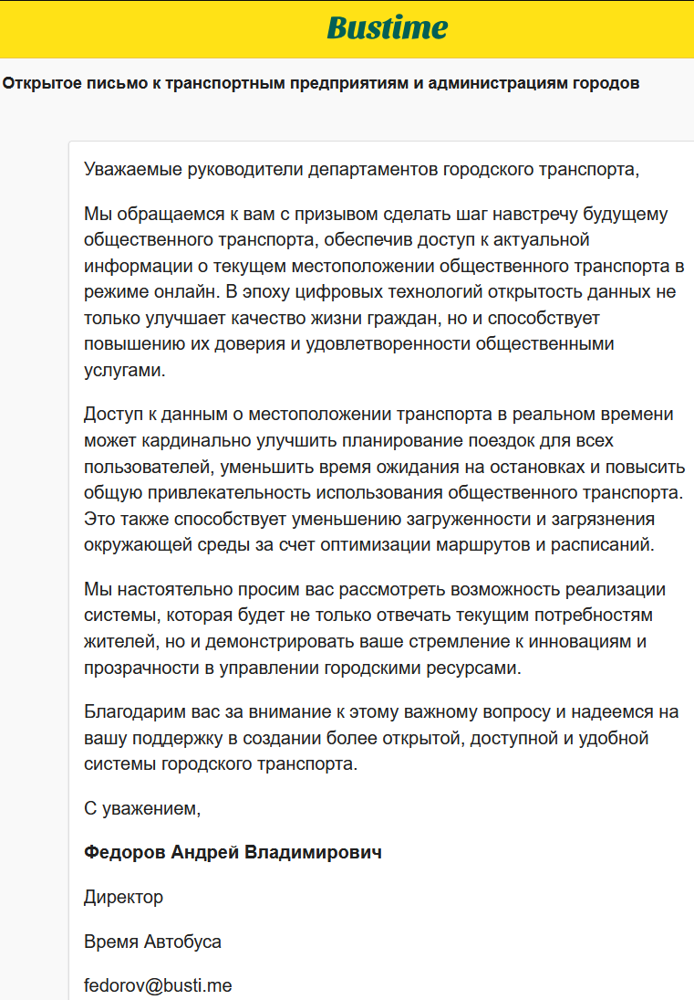 Bustime
Открытое письмо к транспортным предприятиям и администрациям городов
Уважаемые руководители департаментов городского транспорта,
Мы обращаемся к вам с призывом сделать шаг навстречу будущему
общественного транспорта, обеспечив доступ к актуальной
информации о текущем местоположении общественного транспорта в
режиме онлайн. В эпоху цифровых технологий открытость данных не
только улучшает качество жизни граждан, но и способствует
повышению их доверия и удовлетворенности общественными
услугами.
Доступ к данным о местоположении транспорта в реальном времени
может кардинально улучшить планирование поездок для всех
пользователей, уменьшить время ожидания на остановках и повысить
общую привлекательность использования общественного транспорта.
Это также способствует уменьшению загруженности и загрязнения
окружающей среды за счет оптимизации маршрутов и расписаний.
Мы настоятельно просим вас рассмотреть возможность реализации
системы, которая будет не только отвечать текущим потребностям
жителей, но и демонстрировать ваше стремление к инновациям и
прозрачности в управлении городскими ресурсами.
Благодарим вас за внимание к этому важному вопросу и надеемся на
вашу поддержку в создании более открытой, доступной и удобной
системы городского транспорта.
С уважением,
Федоров Андрей Владимирович
Директор
Время Автобуса
fedorov@busti.me